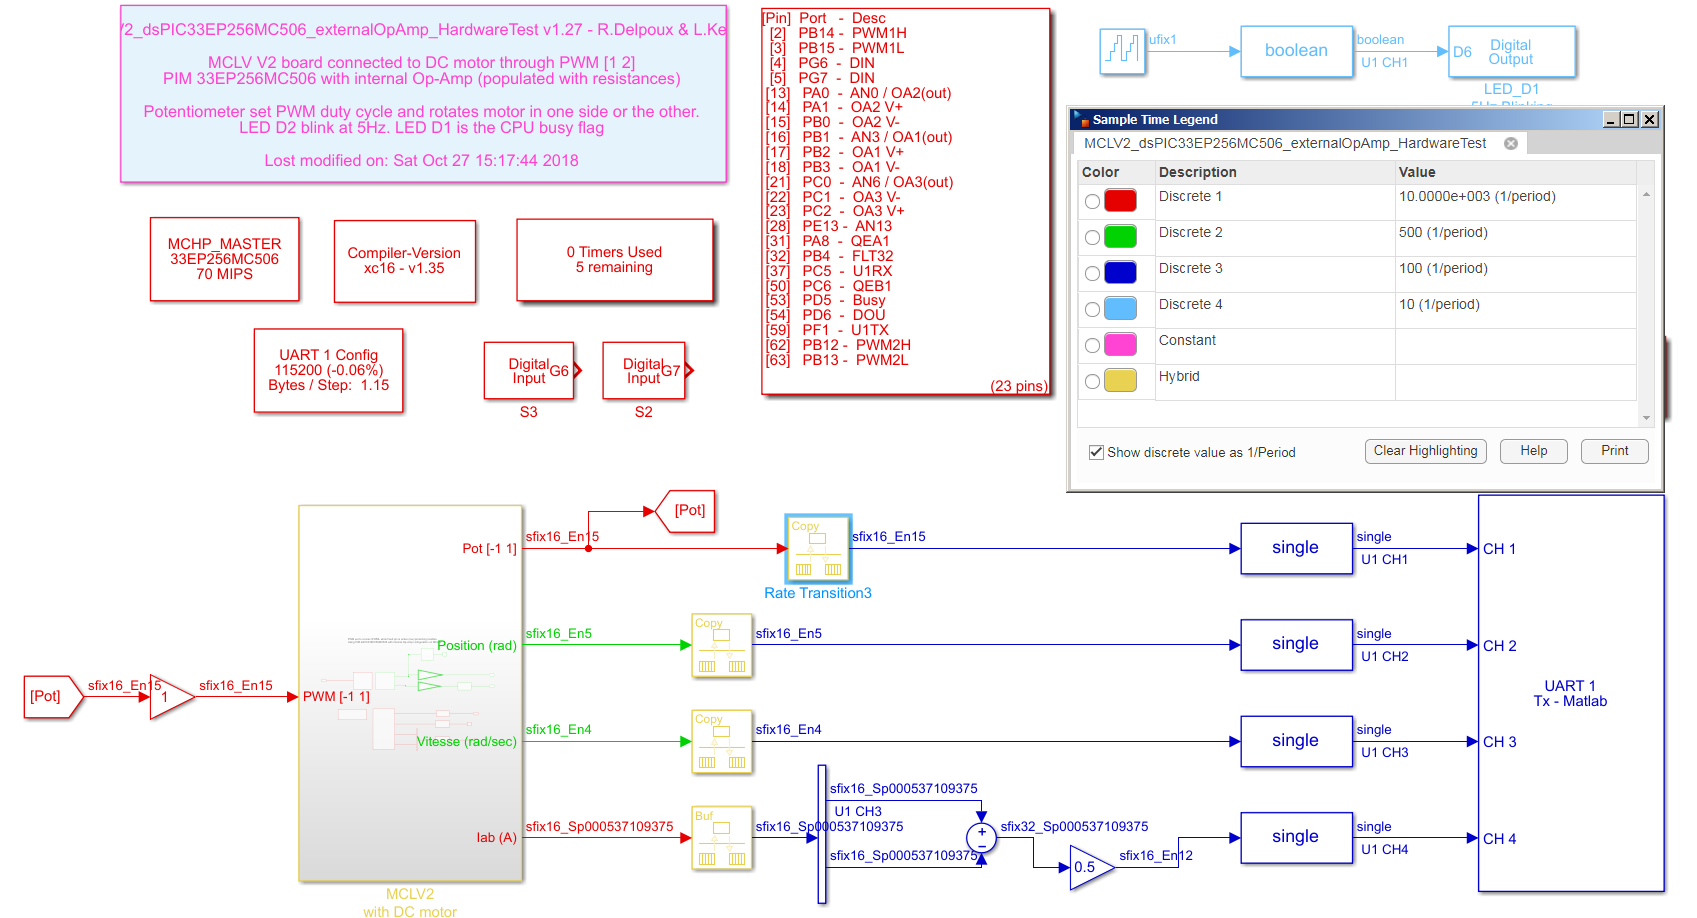 V2_dsPIC33EP256MC506_externalOpAmp_HardwareTest v1.27 - R.Delpoux & L.Ke
MCLV V2 board connected to DC motor through PWM [1 2]
PIM 33EP256MC506 with internal Op-Amp (populated with resistances)
Potentiometer set PWM duty cycle and rotates motor in one side or the other.
LED D2 blink at 5Hz. LED D1 is the CPU busy flag
Lost modified on: Sat Oct 27 15:17:44 2018
MCHP_MASTER
33EP256MC506
70 MIPS
Compiler-Version
xc16 - v1.35
0 Timers Used
5 remaining
UART 1 Config
115200 (-0.06%)
Bytes / Step: 1.15
Digital
Input
G6
S3
Digital
Input
G7
S2
[Pin] Port - Desc
[2] PB14 - PWM1H
[3] PB15 - PWM1L
[4] PG6 - DIN
[5] PG7 - DIN
[13] PA0 - AN0 / OA2(out)
[14] PA1 - OA2 V+
[15] PB0 - OA2 V-
[16] PB1 - AN3 / OA1(out)
[17] PB2 - OA1 V+
[18] PB3 - OA1 V-
[21] PC0 - AN6 / OA3(out)
[22] PC1 - OA3 V-
[23] PC2 - OA3 V+
[28] PE13 - AN13
[31] PA8 - QEA1
[32] PB4 - FLT32
[37] PC5 - U1RX
[50] PC6 - QEB1
[53] PD5 - Busy
[54] PD6 - DOU
[59] PF1 - U1TX
[62] PB12 - PWM2H
[63] PB13 - PWM2L
(23 pins)
ufix1
boolean
boolean
U1 CH1
D6
Digital
Output
LED_D1
5Hz Blinking
Sample Time Legend
MCLV2_dsPIC33EP256MC506_externalOpAmp_HardwareTest
Color Description Value
Discrete 1 10.0000e+003 (1/period)
Discrete 2 500 (1/period)
Discrete 3 100 (1/period)
Discrete 4 10 (1/period)
Constant
Hybrid
Show discrete value as 1/Period
Clear Highlighting
Help
Print
[Pot]
sfix16_En15
1
sfix16_En15
PWM [-1 1]
Pot [-1 1]
Position (rad)
Vitesse (rad/sec)
Iab (A)
MCLV2
with DC motor
sfix16_En15
[Pot]
Copy
Rate Transition3
sfix16_En15
single
single
U1 CH1
CH 1
sfix16_En5
Copy
sfix16_En5
single
single
U1 CH2
CH 2
UART 1
Tx - Matlab
sfix16_En4
Copy
sfix16_En4
single
single
U1 CH3
CH 3
sfix16_Sp000537109375
Buf
sfix16_Sp000537109375
sfix16_Sp000537109375
U1 CH3
sfix16_Sp000537109375
+
−
sfix32_Sp000537109375
0.5
sfix16_En12
single
single
U1 CH4
CH 4